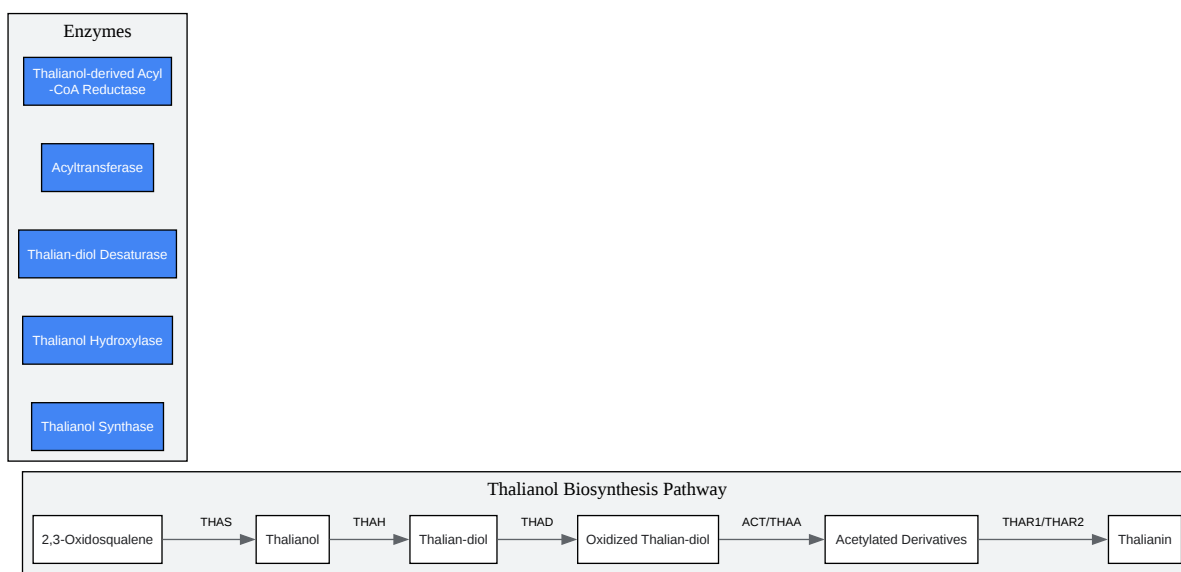 Enzymes
Thalianol-derived Acyl
-CoA Reductase
Acyltransferase
Thalian-diol Desaturase
Thalianol Hydroxylase
Thalianol Synthase
Thalianol Biosynthesis Pathway
2,3-Oxidosqualene
THAS
Thalianol
THAH
Thalian-diol
THAD
Oxidized Thalian-diol
ACT/THAA
Acetylated Derivatives
THAR1/THAR2
Thalianin